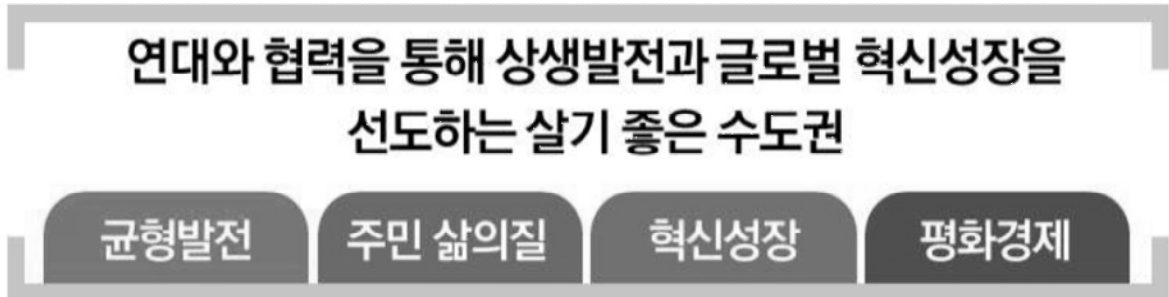 연대와 협력을 통해 상생발전과 글로벌 혁신성장을
선도하는 살기 좋은 수도권
균형발전 주민 삶의질 혁신성장 평화경제